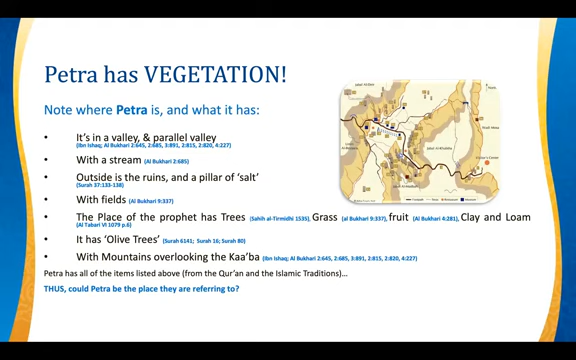 Petra has VEGETATION!
Note where Petra is, and what it has:
• It's in a valley, & parallel valley
(Ibn Ishaq; Al Bukhari 2:645, 2:685, 3:891, 2:815, 2:820, 4:227)
• With a stream (Al Bukhari 2:685)
• Outside is the ruins, and a pillar of 'salt'
(Surah 37:133-138)
• With fields (Al Bukhari 9:337)
• The Place of the prophet has Trees (Sahih al-Tirmidhi 1535), Grass (al Bukhari 9:337), fruit (Al Bukhari 4:281), Clay and Loam
(Al Tabari VI 1079 p.6)
• It has 'Olive Trees' (Surah 6141; Surah 16; Surah 80)
• With Mountains overlooking the Kaa'ba (Ibn Ishaq; Al Bukhari 2:645, 2:685, 3:891, 2:815, 2:820, 4:227)
Petra has all of the items listed above (from the Qur'an and the Islamic Traditions)…
THUS, could Petra be the place they are referring to?